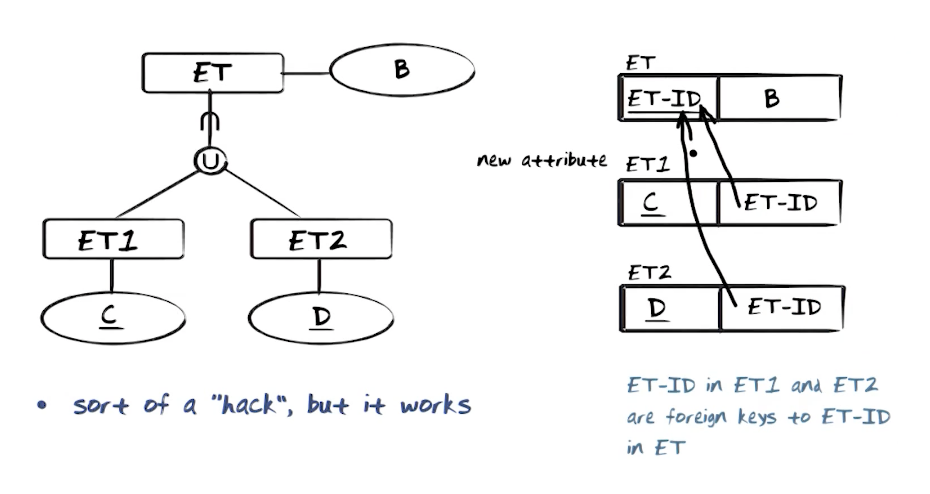 ET
B
U
ET1
ET2
C
D
• sort of a "hack", but it works
ET
ET-ID
B
new attribute
ET1
C
ET-ID
ET2
D
ET-ID
ET-ID in ET1 and ET2
are foreign keys to ET-ID
in ET